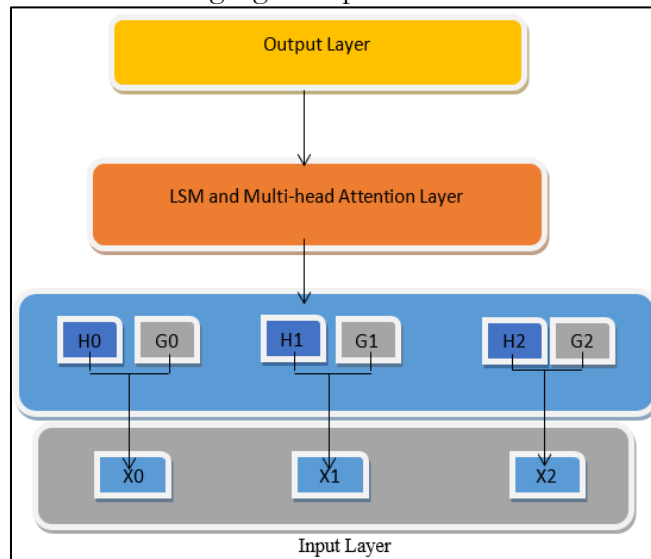 Output Layer
LSM and Multi-head Attention Layer
H0 G0 H1 G1 H2 G2
X0 X1 X2
Input Layer